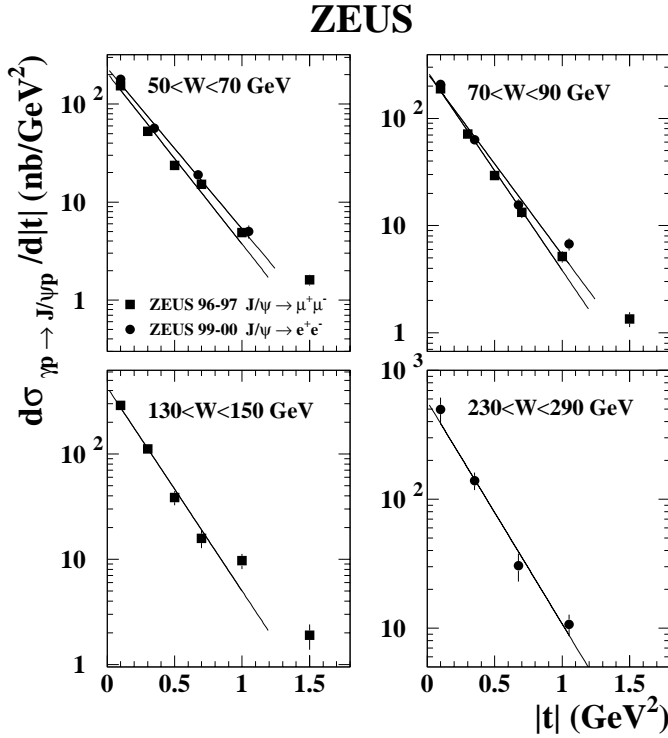 ZEUS
dσ γp → J/ψp /d|t| (nb/GeV²)
50<W<70 GeV
10²
10
1
ZEUS 96-97 J/ψ → μ⁺μ⁻
ZEUS 99-00 J/ψ → e⁺e⁻
70<W<90 GeV
10²
10
1
130<W<150 GeV
10²
10
1
0 0.5 1 1.5
230<W<290 GeV
10³
10²
10
0 0.5 1 1.5
|t| (GeV²)